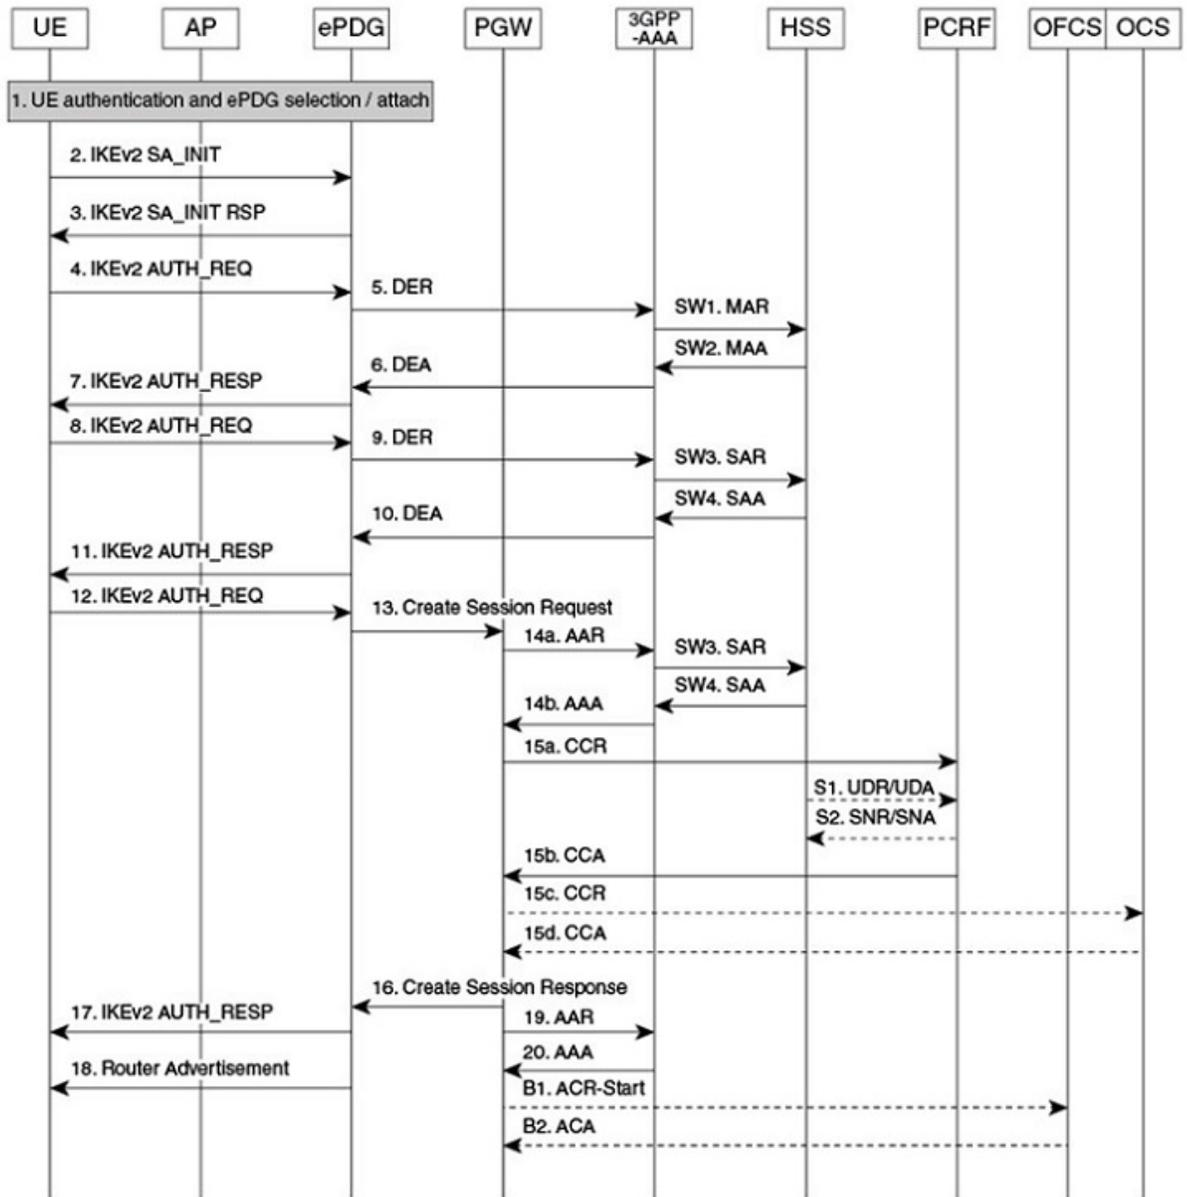 UE
AP
ePDG
PGW
3GPP
-AAA
HSS
PCRF
OFCS
OCS
1. UE authentication and ePDG selection / attach
2. IKEv2 SA_INIT
3. IKEv2 SA_INIT RSP
4. IKEv2 AUTH_REQ
5. DER
SW1. MAR
SW2. MAA
6. DEA
7. IKEv2 AUTH_RESP
8. IKEv2 AUTH_REQ
9. DER
SW3. SAR
SW4. SAA
10. DEA
11. IKEv2 AUTH_RESP
12. IKEv2 AUTH_REQ
13. Create Session Request
14a. AAR
SW3. SAR
SW4. SAA
14b. AAA
15a. CCR
S1. UDR/UDA
S2. SNR/SNA
15b. CCA
15c. CCR
15d. CCA
16. Create Session Response
17. IKEv2 AUTH_RESP
19. AAR
20. AAA
18. Router Advertisement
B1. ACR-Start
B2. ACA